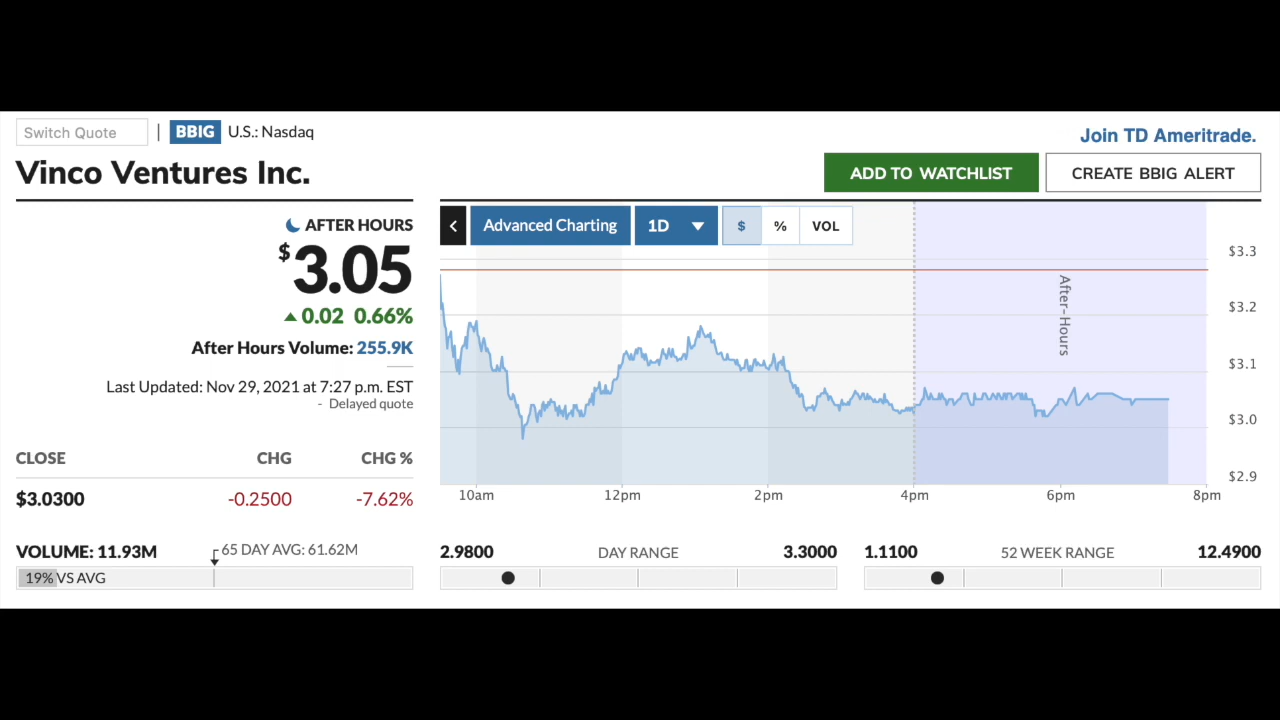 Switch Quote | BBIG U.S.: Nasdaq
Join TD Ameritrade.
Vinco Ventures Inc.
ADD TO WATCHLIST CREATE BBIG ALERT
AFTER HOURS
$3.05
0.02 0.66%
After Hours Volume: 255.9K
Last Updated: Nov 29, 2021 at 7:27 p.m. EST
- Delayed quote
CLOSE CHG CHG %
$3.0300 -0.2500 -7.62%
VOLUME: 11.93M 65 DAY AVG: 61.62M
19% VS AVG
Advanced Charting 1D $ % VOL
After-Hours
$3.3
$3.2
$3.1
$3.0
$2.9
10am 12pm 2pm 4pm 6pm 8pm
2.9800 DAY RANGE 3.3000
1.1100 52 WEEK RANGE 12.4900